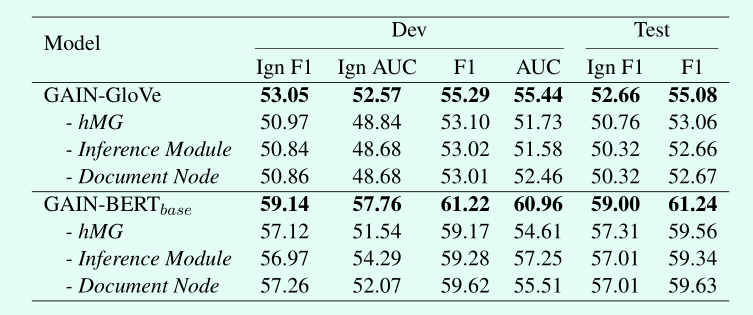 Model Dev Test
Ign F1 Ign AUC F1 AUC Ign F1 F1
GAIN-GloVe 53.05 52.57 55.29 55.44 52.66 55.08
- hMG 50.97 48.84 53.10 51.73 50.76 53.06
- Inference Module 50.84 48.68 53.02 51.58 50.32 52.66
- Document Node 50.86 48.68 53.01 52.46 50.32 52.67
GAIN-BERTbase 59.14 57.76 61.22 60.96 59.00 61.24
- hMG 57.12 51.54 59.17 54.61 57.31 59.56
- Inference Module 56.97 54.29 59.28 57.25 57.01 59.34
- Document Node 57.26 52.07 59.62 55.51 57.01 59.63